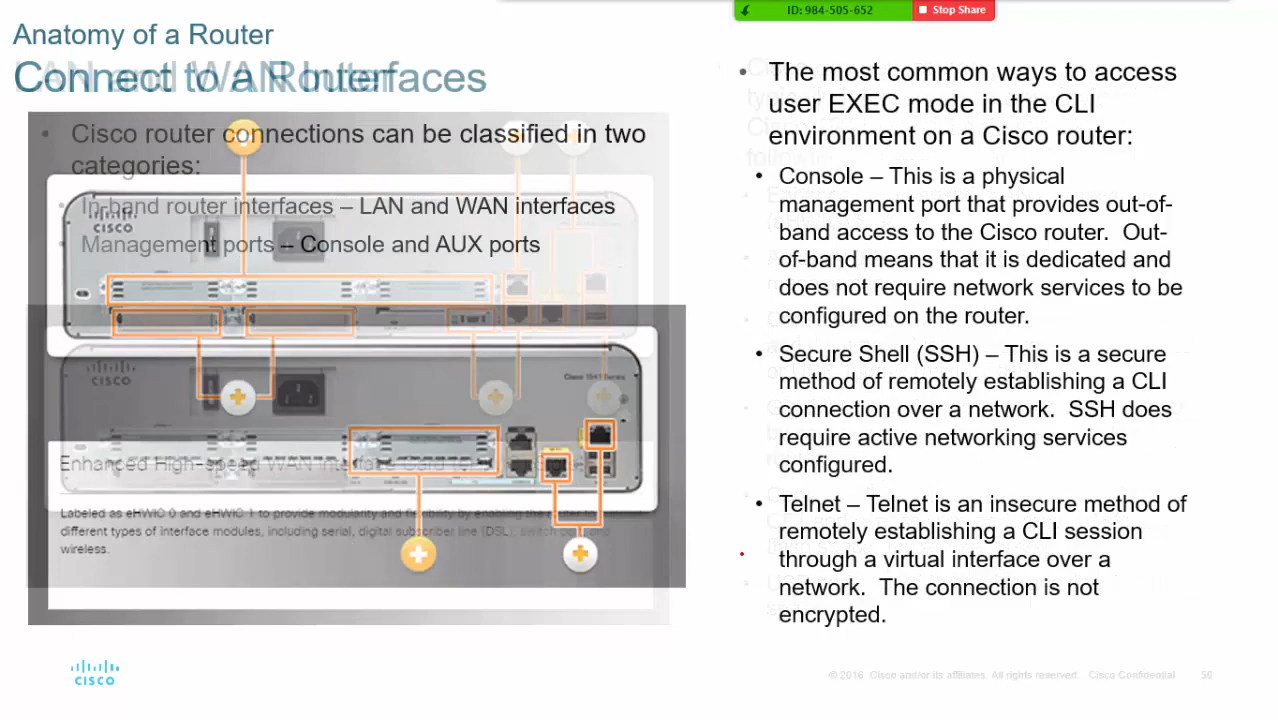 ID: 984-505-652
Stop Share
Anatomy of a Router
Connect to a Router
LAN and WAN Interfaces
Cisco router connections can be classified in two
categories:
In-band router interfaces – LAN and WAN interfaces
Management ports – Console and AUX ports
CISCO
CISCO
Enhanced High-speed WAN Interface Card
Labeled as eHWIC 0 and eHWIC 1 to provide modularity and flexibility by enabling the router to
different types of interface modules, including serial, digital subscriber line (DSL), switch port, and
wireless.
The most common ways to access
user EXEC mode in the CLI
environment on a Cisco router:
Console – This is a physical
management port that provides out-of-
band access to the Cisco router.  Out-
of-band means that it is dedicated and
does not require network services to be
configured on the router.
Secure Shell (SSH) – This is a secure
method of remotely establishing a CLI
connection over a network.  SSH does
require active networking services
configured.
Telnet – Telnet is an insecure method of
remotely establishing a CLI session
through a virtual interface over a
network.  The connection is not
encrypted.
CISCO
© 2016 Cisco and/or its affiliates. All rights reserved. Cisco Confidential